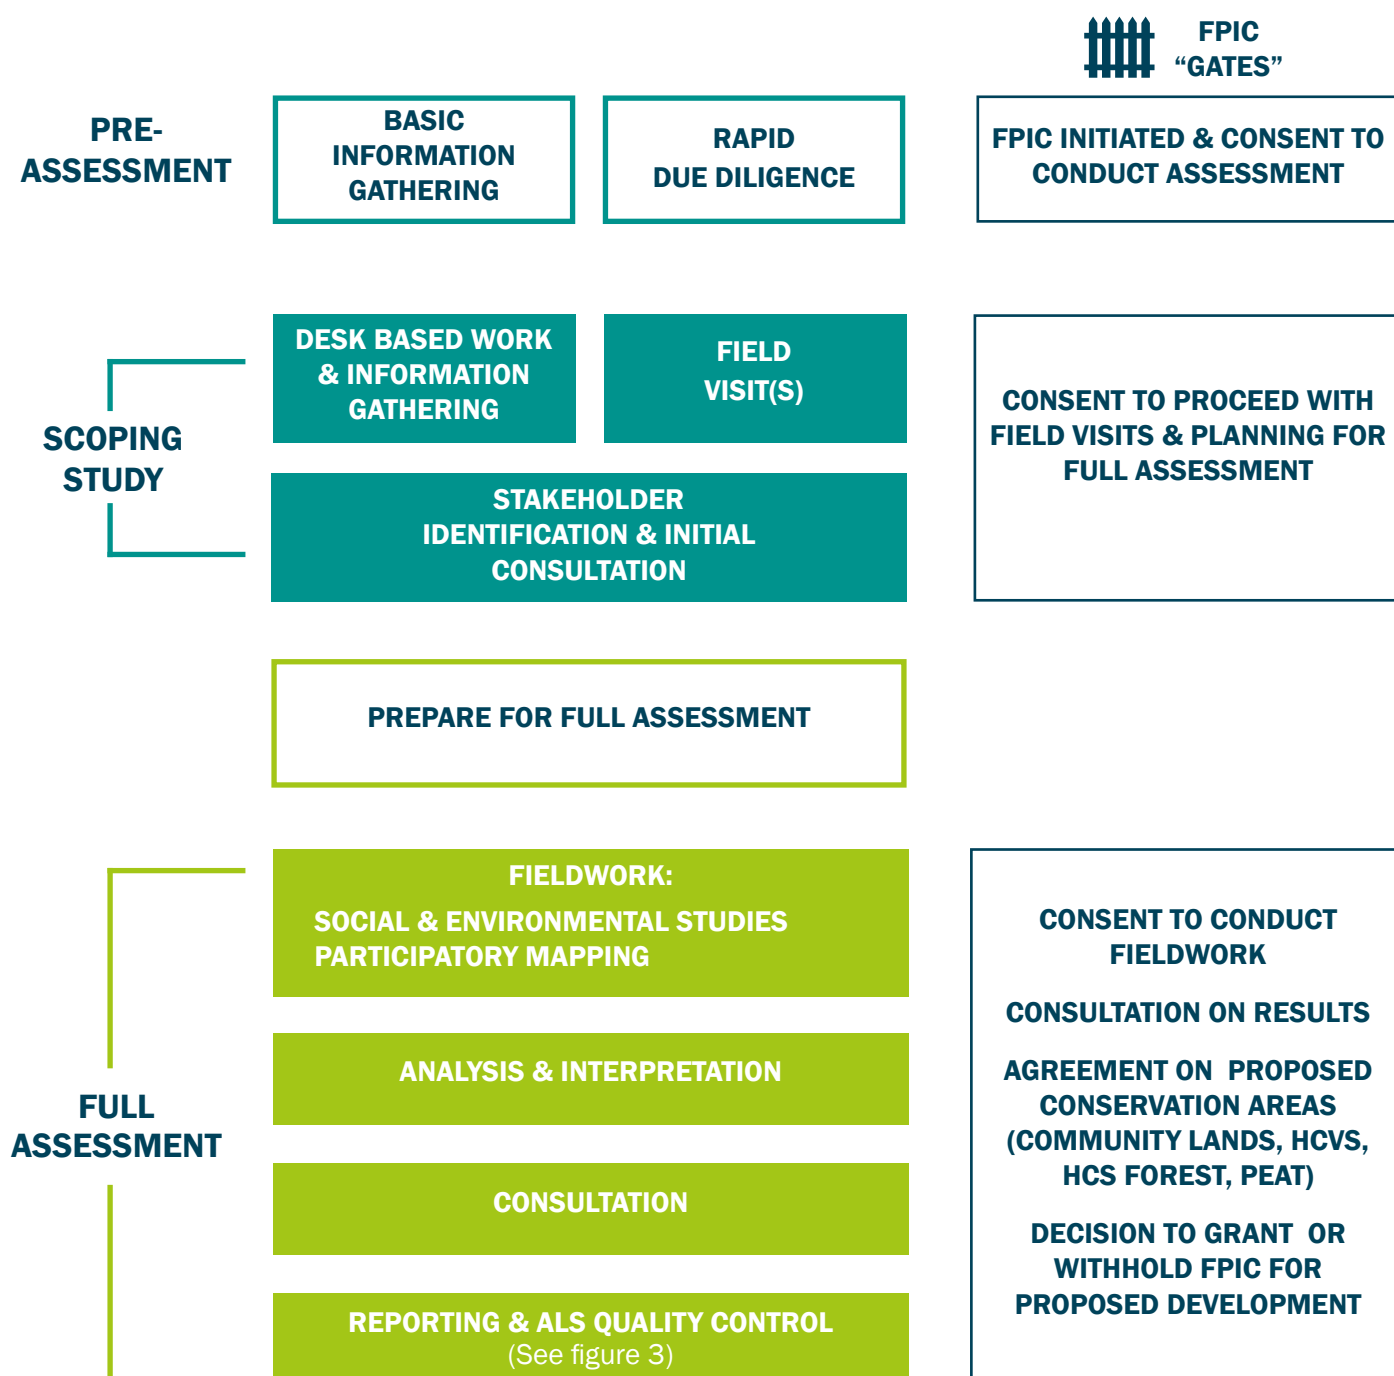 FPIC
“GATES”
PRE-
ASSESSMENT
BASIC
INFORMATION
GATHERING
RAPID
DUE DILIGENCE
FPIC INITIATED & CONSENT TO
CONDUCT ASSESSMENT
SCOPING
STUDY
DESK BASED WORK
& INFORMATION
GATHERING
FIELD
VISIT(S)
STAKEHOLDER
IDENTIFICATION & INITIAL
CONSULTATION
CONSENT TO PROCEED WITH
FIELD VISITS & PLANNING FOR
FULL ASSESSMENT
PREPARE FOR FULL ASSESSMENT
FULL
ASSESSMENT
FIELDWORK:
SOCIAL & ENVIRONMENTAL STUDIES
PARTICIPATORY MAPPING
ANALYSIS & INTERPRETATION
CONSULTATION
REPORTING & ALS QUALITY CONTROL
(See figure 3)
CONSENT TO CONDUCT
FIELDWORK
CONSULTATION ON RESULTS
AGREEMENT ON PROPOSED
CONSERVATION AREAS
(COMMUNITY LANDS, HCVS,
HCS FOREST, PEAT)
DECISION TO GRANT OR
WITHHOLD FPIC FOR
PROPOSED DEVELOPMENT